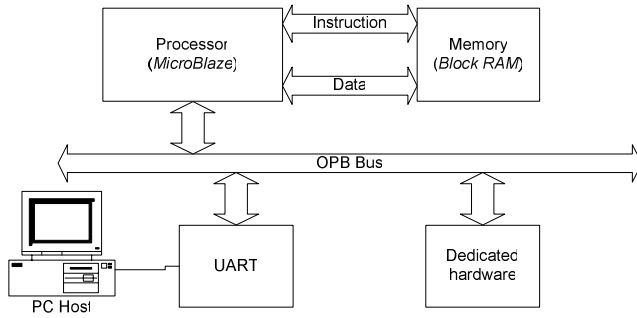 Processor
(MicroBlaze)
Instruction
Data
Memory
(Block RAM)
OPB Bus
UART
Dedicated
hardware
PC Host